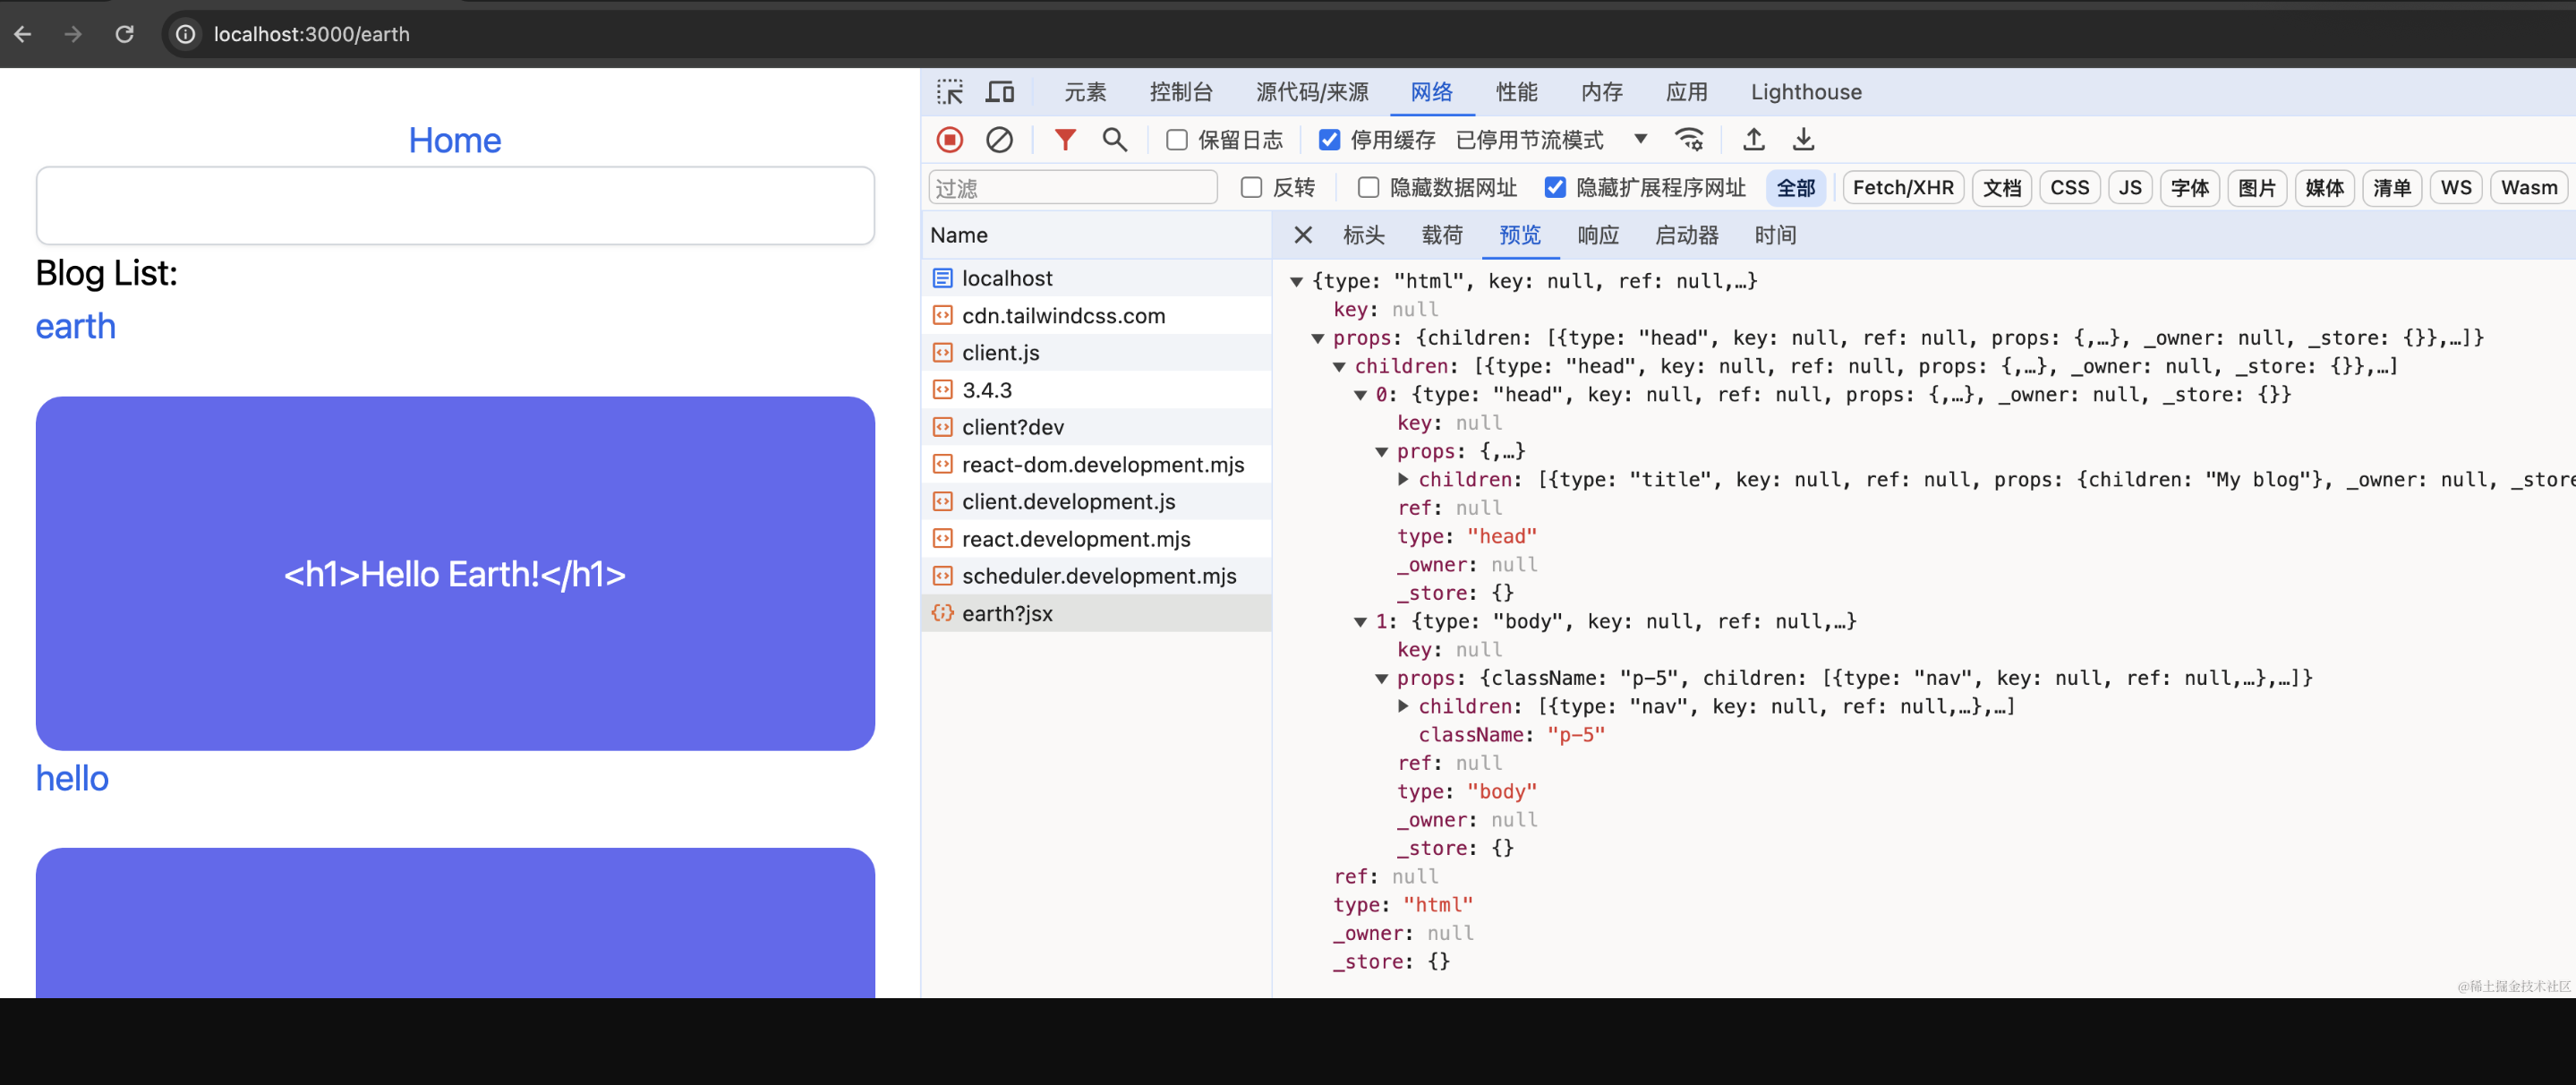 localhost:3000/earth
Home
Blog List:
earth
<h1>Hello Earth!</h1>
hello
元素 控制台 源代码/来源 网络 性能 内存 应用 Lighthouse
保留日志 停用缓存 已停用节流模式
过滤 反转 隐藏数据网址 隐藏扩展程序网址 全部 Fetch/XHR 文档 CSS JS 字体 图片 媒体 清单 WS Wasm
Name
localhost
cdn.tailwindcss.com
client.js
3.4.3
client?dev
react-dom.development.mjs
client.development.js
react.development.mjs
scheduler.development.mjs
earth?jsx
标头 载荷 预览 响应 启动器 时间
{type: "html", key: null, ref: null,…}
key: null
props: {children: [{type: "head", key: null, ref: null, props: {,…}, _owner: null, _store: {}},…]}
children: [{type: "head", key: null, ref: null, props: {,…}, _owner: null, _store: {}},…]
0: {type: "head", key: null, ref: null, props: {,…}, _owner: null, _store: {}}
key: null
props: {,…}
children: [{type: "title", key: null, ref: null, props: {children: "My blog"}, _owner: null, _store
ref: null
type: "head"
_owner: null
_store: {}
1: {type: "body", key: null, ref: null,…}
key: null
props: {className: "p-5", children: [{type: "nav", key: null, ref: null,…},…]}
children: [{type: "nav", key: null, ref: null,…},…]
className: "p-5"
ref: null
type: "body"
_owner: null
_store: {}
ref: null
type: "html"
_owner: null
_store: {}
@稀土掘金技术社区